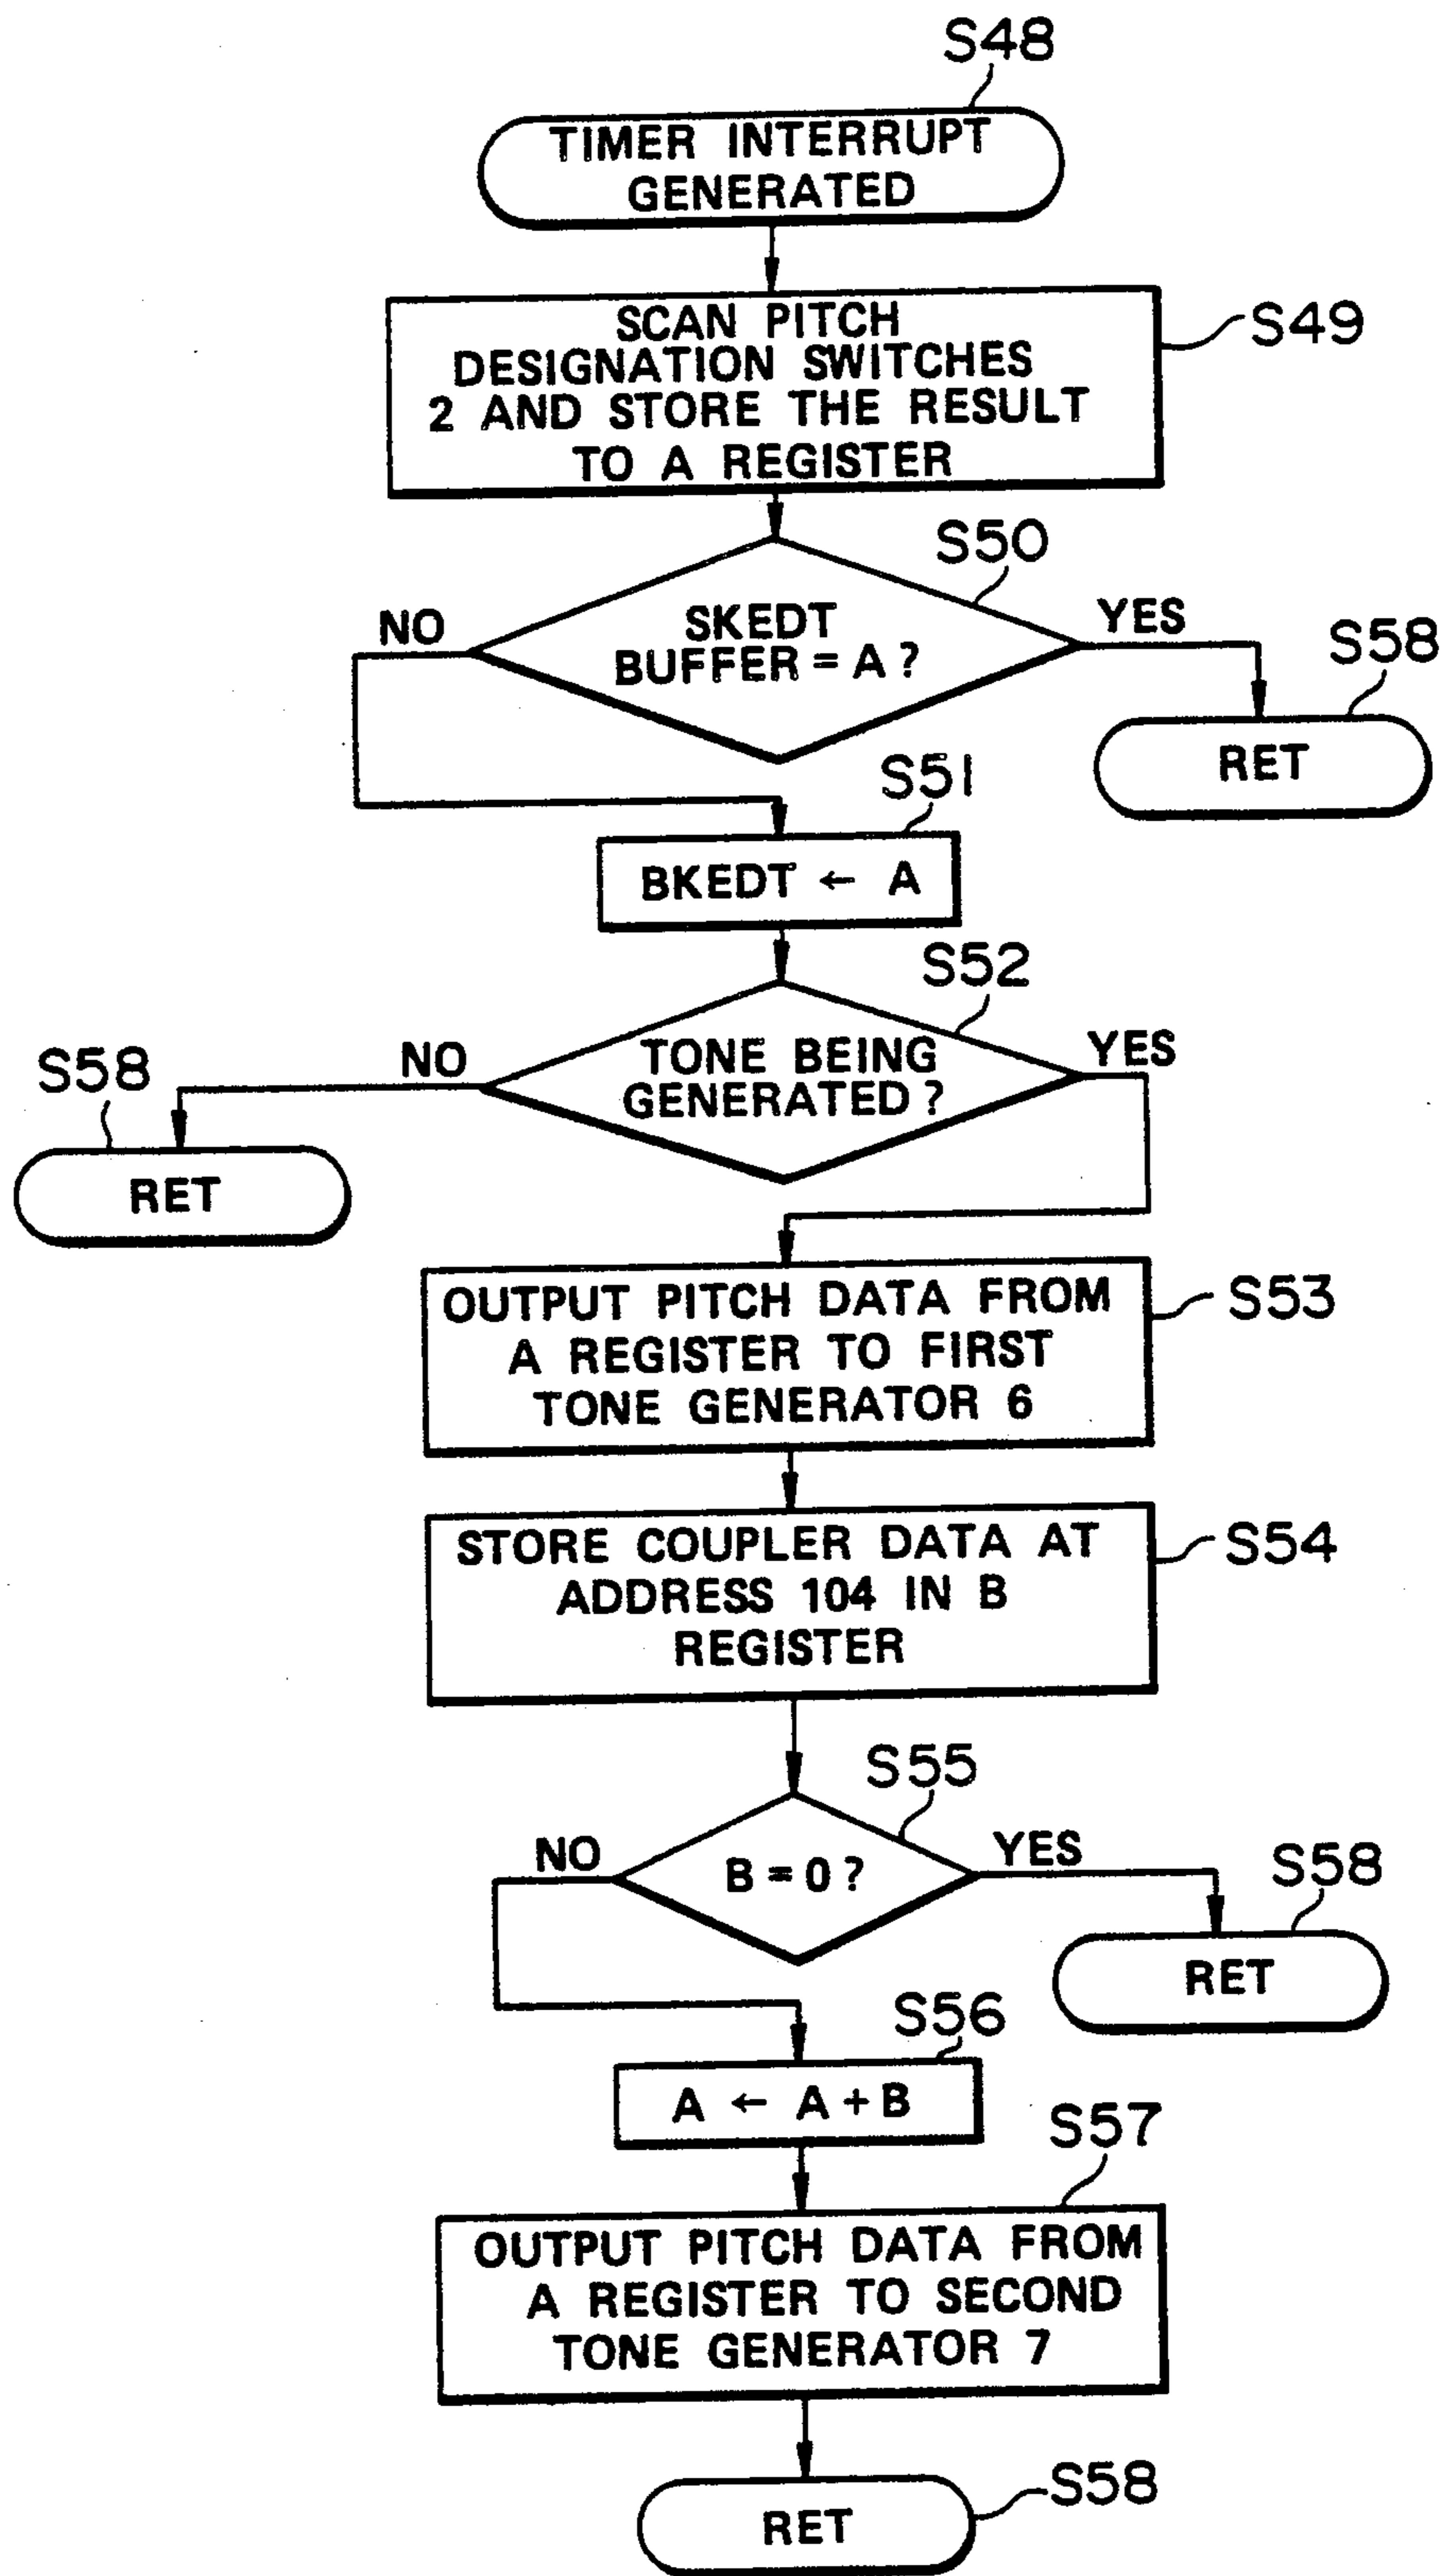 S48
TIMER INTERRUPT
GENERATED
SCAN PITCH
DESIGNATION SWITCHES
2 AND STORE THE RESULT
TO A REGISTER
S49
S50
NO
SKEDT
BUFFER = A ?
YES
S58
RET
S51
BKEDT ← A
S52
S58
NO
TONE BEING
GENERATED ?
YES
RET
OUTPUT PITCH DATA FROM
A REGISTER TO FIRST
TONE GENERATOR 6
S53
STORE COUPLER DATA AT
ADDRESS 104 IN B
REGISTER
S54
S55
NO
B = 0 ?
YES
S58
RET
S56
A ← A + B
S57
OUTPUT PITCH DATA FROM
A REGISTER TO SECOND
TONE GENERATOR 7
RET
S58